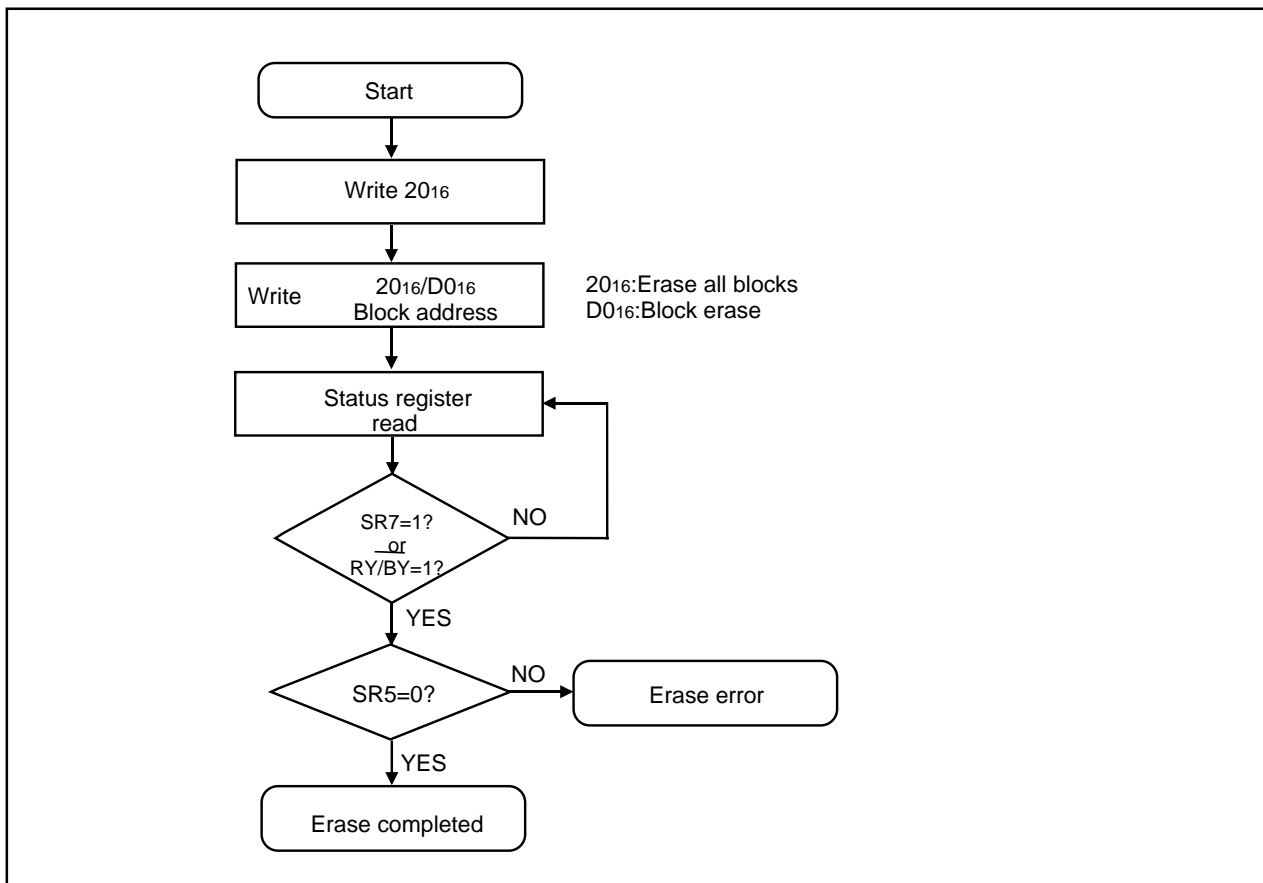 Start
Write 2016
Write 2016/D016
Block address
2016:Erase all blocks
D016:Block erase
Status register
read
SR7=1?
or
RY/BY=1?
NO
YES
SR5=0?
NO
Erase error
YES
Erase completed